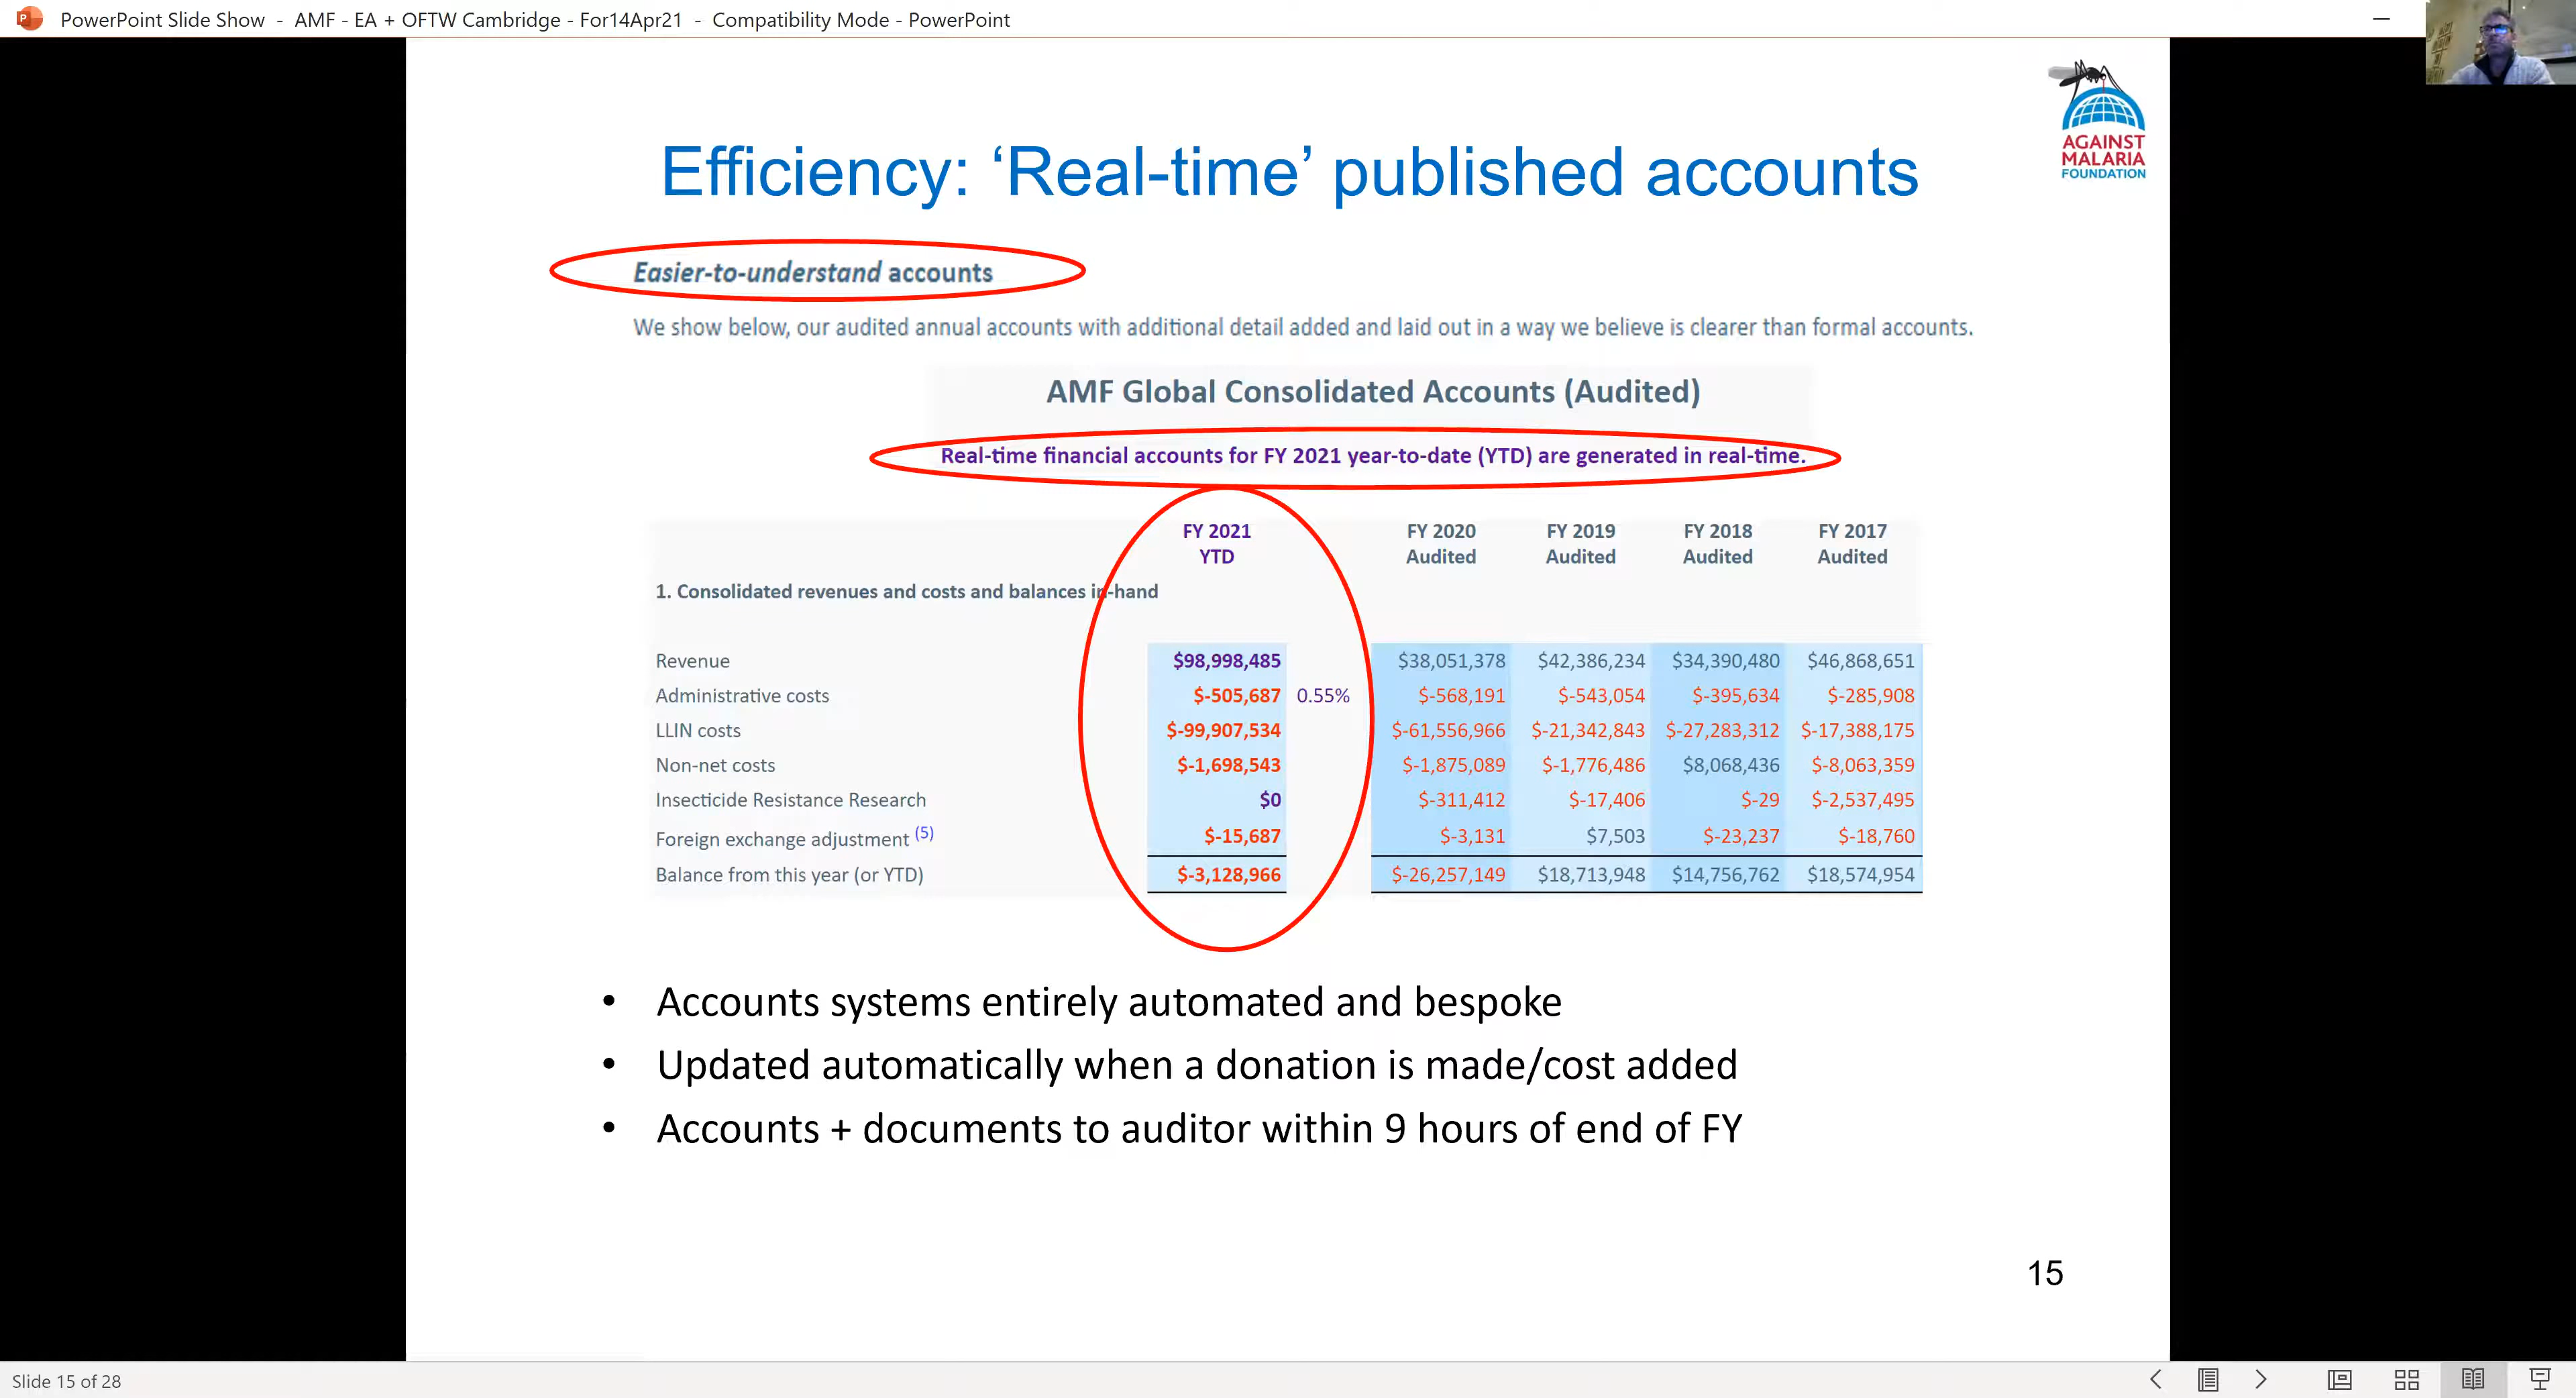 PowerPoint Slide Show - AMF - EA + OFTW Cambridge - For14Apr21 - Compatibility Mode - PowerPoint
AGAINST
MALARIA
FOUNDATION
Efficiency: ‘Real-time’ published accounts
Easier-to-understand accounts
We show below, our audited annual accounts with additional detail added and laid out in a way we believe is clearer than formal accounts.
AMF Global Consolidated Accounts (Audited)
Real-time financial accounts for FY 2021 year-to-date (YTD) are generated in real-time.
FY 2021 FY 2020 FY 2019 FY 2018 FY 2017
YTD Audited Audited Audited Audited
1. Consolidated revenues and costs and balances in-hand
Revenue $98,998,485 $38,051,378 $42,386,234 $34,390,480 $46,868,651
Administrative costs $-505,687 0.55% $-568,191 $-543,054 $-395,634 $-285,908
LLIN costs $-99,907,534 $-61,556,966 $-21,342,843 $-27,283,312 $-17,388,175
Non-net costs $-1,698,543 $-1,875,089 $-1,776,486 $8,068,436 $-8,063,359
Insecticide Resistance Research $0 $-311,412 $-17,406 $-29 $-2,537,495
Foreign exchange adjustment (5) $-15,687 $-3,131 $7,503 $-23,237 $-18,760
Balance from this year (or YTD) $-3,128,966 $-26,257,149 $18,713,948 $14,756,762 $18,574,954
• Accounts systems entirely automated and bespoke
• Updated automatically when a donation is made/cost added
• Accounts + documents to auditor within 9 hours of end of FY
15
Slide 15 of 28